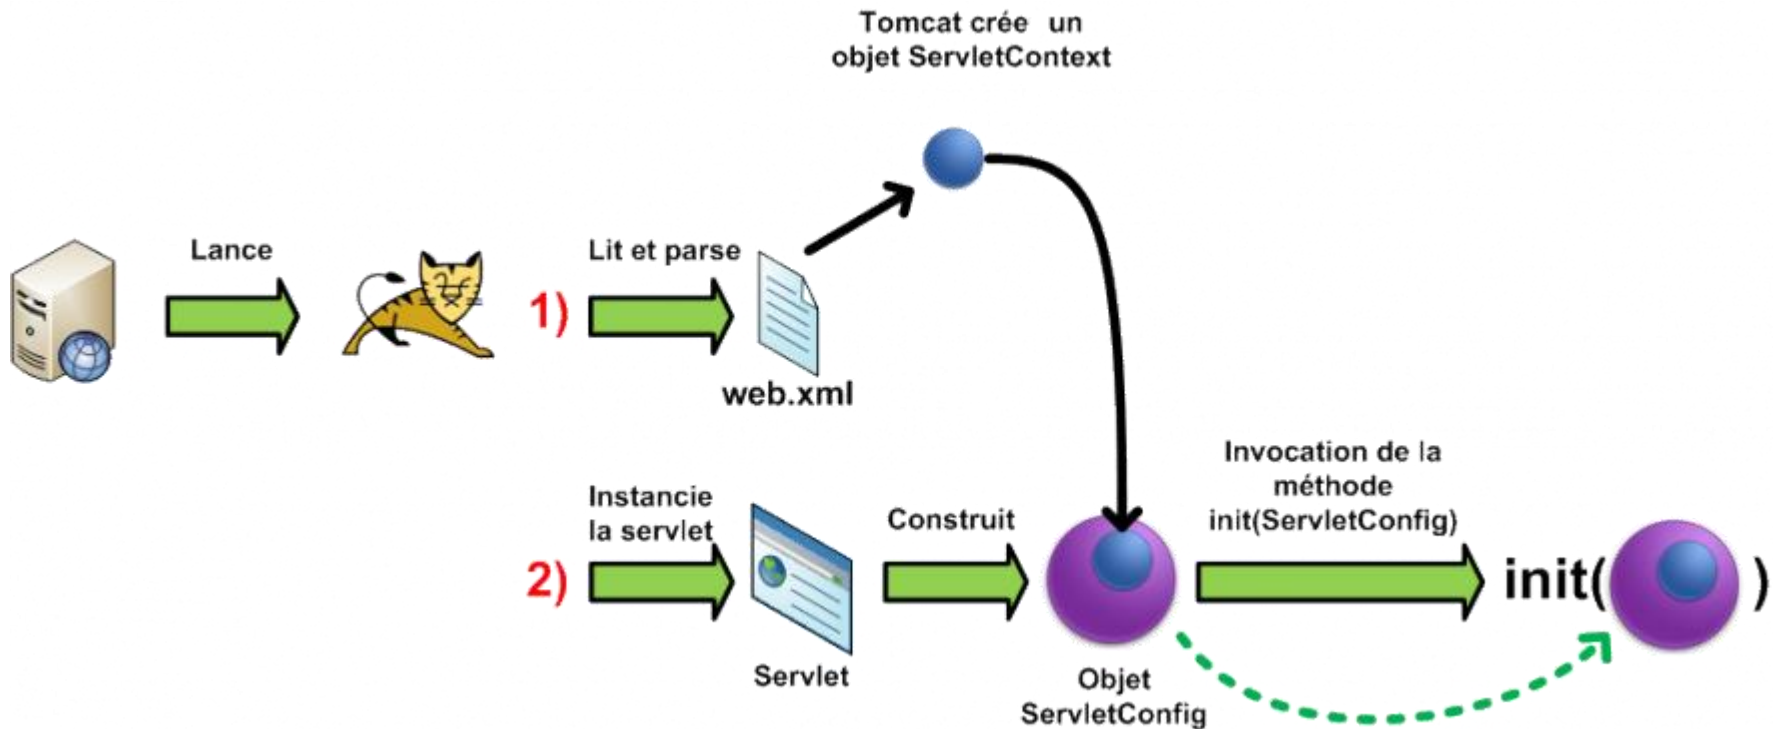 Tomcat crée un
objet ServletContext
Lance
1)
Lit et parse
web.xml
2)
Instancie
la servlet
Servlet
Construit
Objet
ServletConfig
Invocation de la
méthode
init(ServletConfig)
init( )